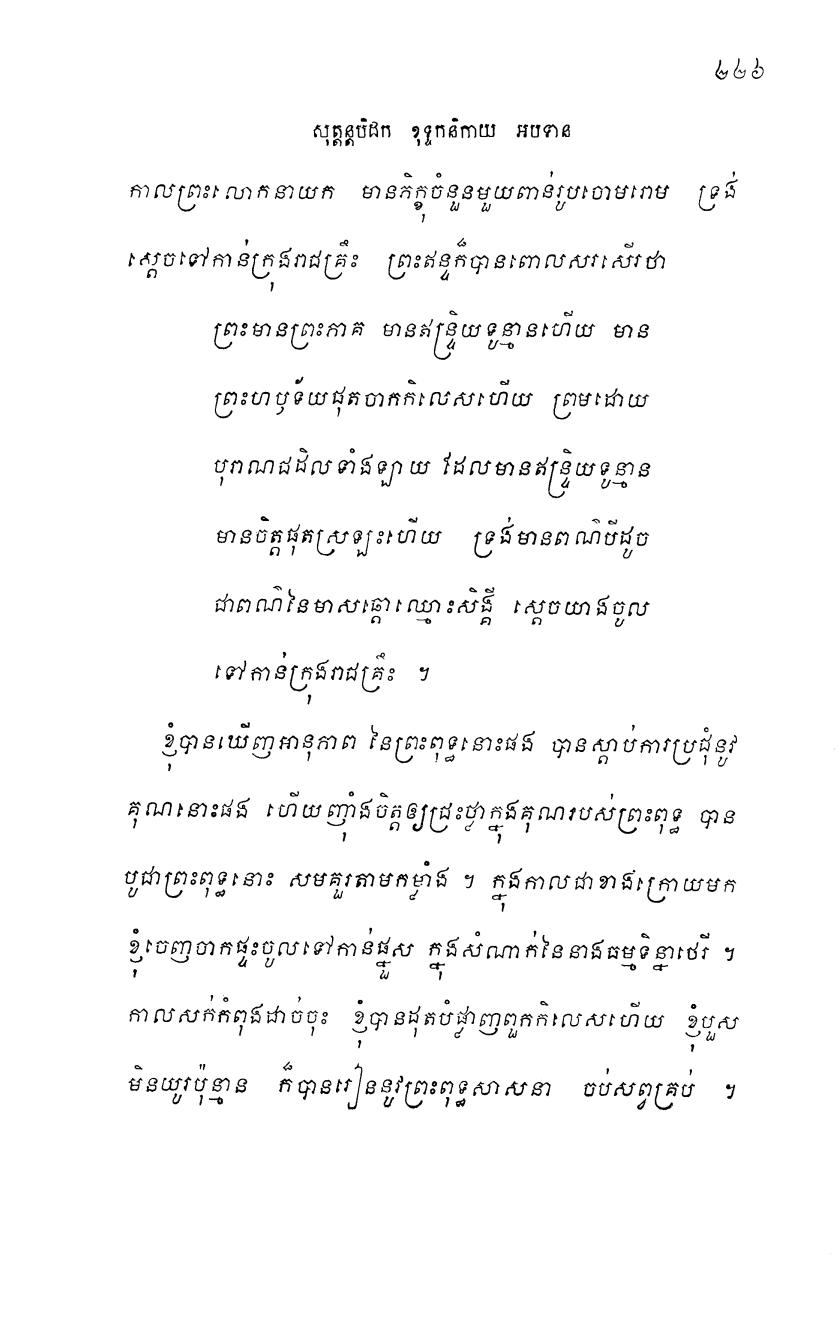 ២២៦
សុត្តន្តបិដក ខុទ្ទកនិកាយ អបទាន
កាលព្រះលោកនាយក មានភិក្ខុចំនួនមួយពាន់រូបចោមរោម ទ្រង់
ស្តេចទៅកាន់ក្រុងរាជគ្រឹះ ព្រះឥន្ទក៏បានពោលសរសើរថា
ព្រះមានព្រះភាគ មានឥន្ទ្រិយទូន្មានហើយ មាន
ព្រះហឫទ័យផុតចាកកិលេសហើយ ព្រមដោយ
បុរាណជដិលទាំងឡាយ ដែលមានឥន្ទ្រិយទូន្មាន
មានចិត្តផុតស្រឡះហើយ ទ្រង់មានពណ៌បីដូច
ជាពណ៌នៃមាសឆ្តោឈ្មោះសិង្គី ស្តេចយាងចូល
ទៅកាន់ក្រុងរាជគ្រឹះ ។
ខ្ញុំបានឃើញអានុភាព នៃព្រះពុទ្ធនោះផង បានស្តាប់ការប្រជុំនូវ
គុណនោះផង ហើយញ៉ាំងចិត្តឲ្យជ្រះថ្លាក្នុងគុណរបស់ព្រះពុទ្ធ បាន
បូជាព្រះពុទ្ធនោះ សមគួរតាមកម្លាំង ។ ក្នុងកាលជាខាងក្រោយមក
ខ្ញុំចេញចាកផ្ទះចូលទៅកាន់ផ្នួស ក្នុងសំណាក់នៃនាងធម្មទិន្នាថេរី ។
កាលសក់កំពុងដាច់ចុះ ខ្ញុំបានដុតបំផ្លាញពួកកិលេសហើយ ខ្ញុំបួស
មិនយូរប៉ុន្មាន ក៏បានរៀននូវព្រះពុទ្ធសាសនា ចប់សព្វគ្រប់ ។